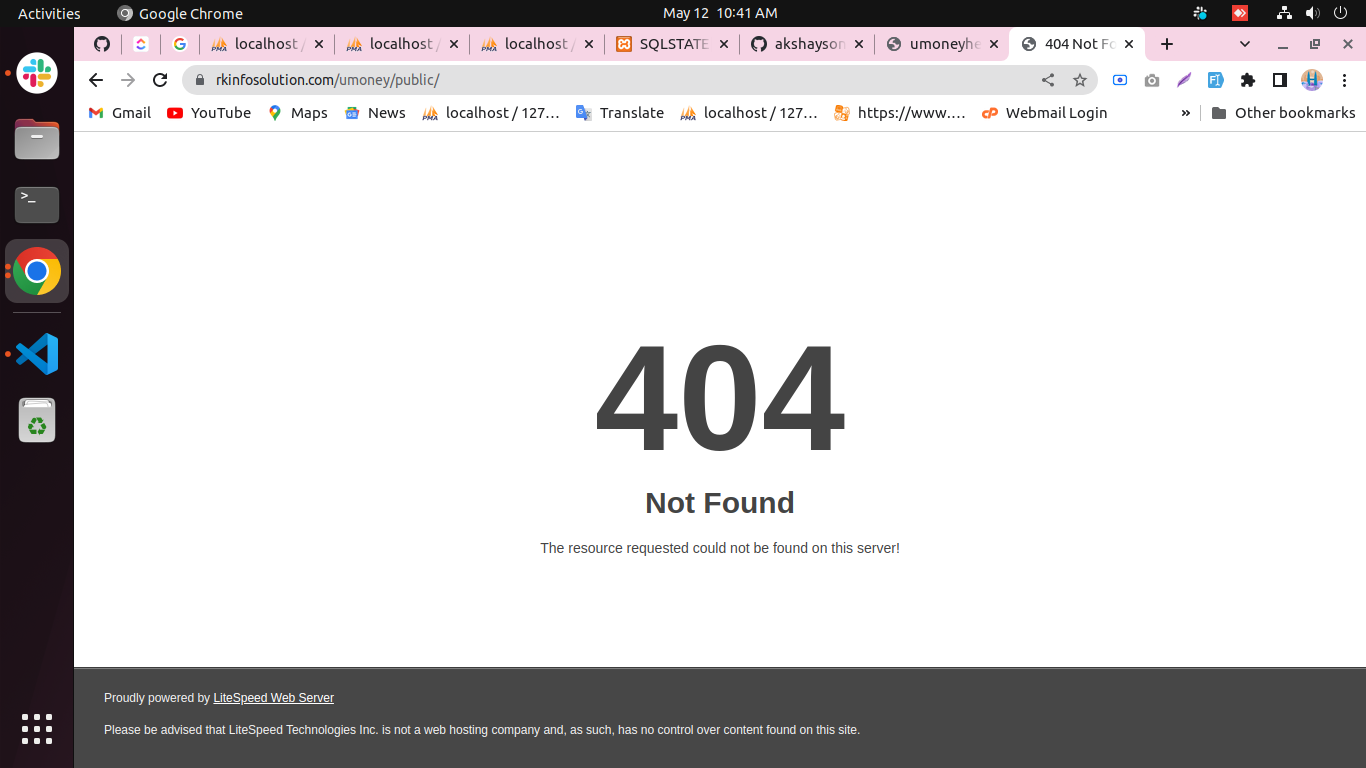 Activities
Google Chrome
May 12 10:41 AM
localhost /
localhost /
localhost /
SQLSTATE
akshayson
umoneyhe
404 Not Fo
rkinfosolution.com/umoney/public/
Gmail
YouTube
Maps
News
localhost / 127…
Translate
localhost / 127…
https://www.…
Webmail Login
»
Other bookmarks
404
Not Found
The resource requested could not be found on this server!
Proudly powered by LiteSpeed Web Server
Please be advised that LiteSpeed Technologies Inc. is not a web hosting company and, as such, has no control over content found on this site.